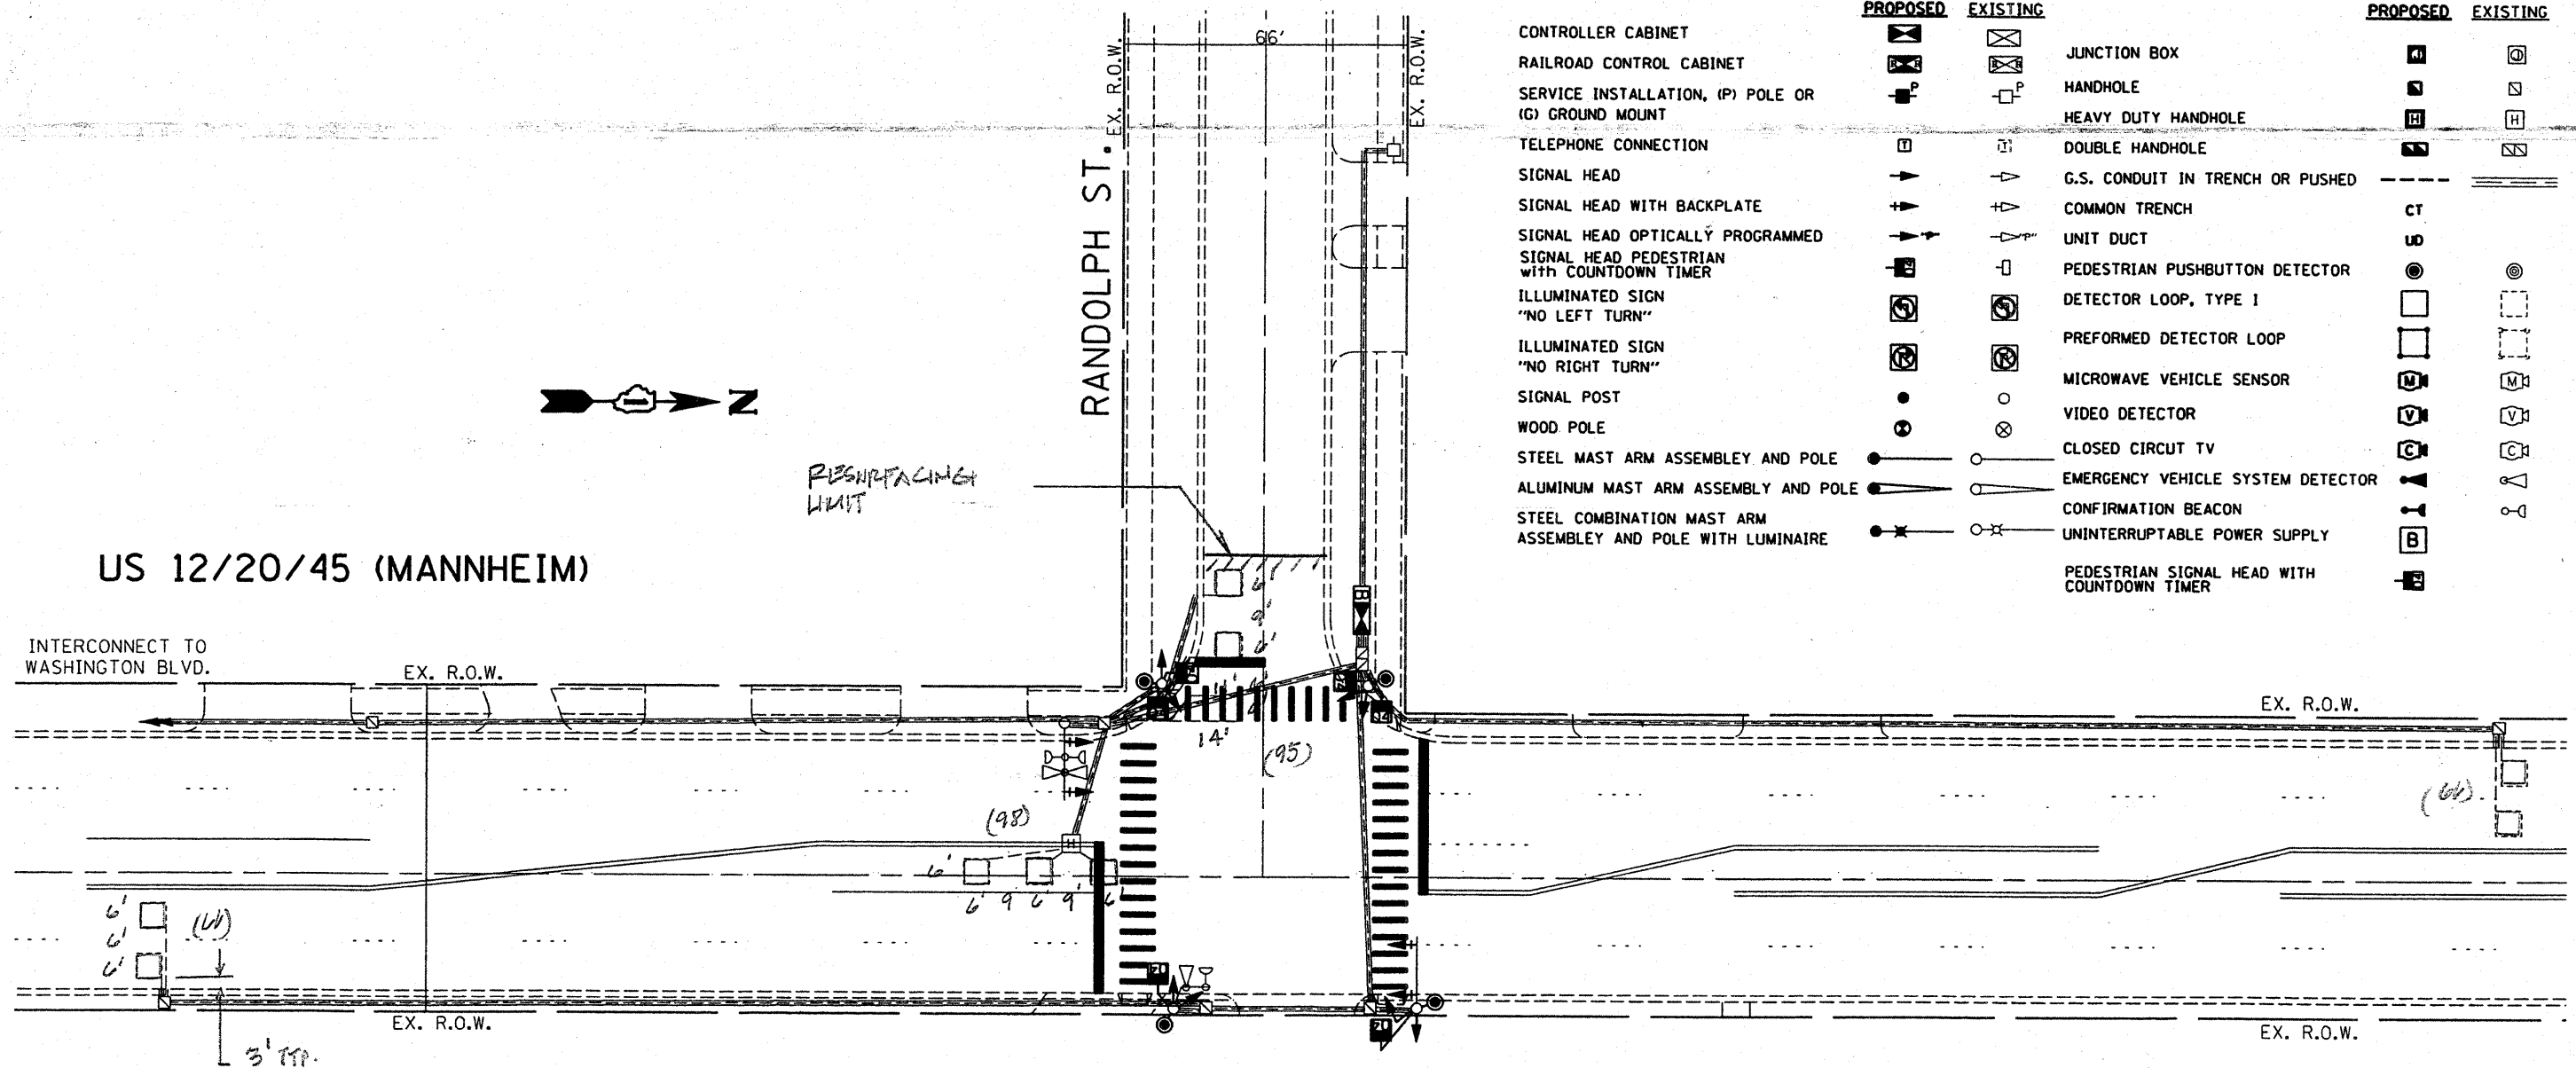 PROPOSED EXISTING
CONTROLLER CABINET
RAILROAD CONTROL CABINET
R R
SERVICE INSTALLATION, (P) POLE OR
(G) GROUND MOUNT
P P
TELEPHONE CONNECTION
T T
SIGNAL HEAD
SIGNAL HEAD WITH BACKPLATE
SIGNAL HEAD OPTICALLY PROGRAMMED
"P" "P"
SIGNAL HEAD PEDESTRIAN
with COUNTDOWN TIMER
ILLUMINATED SIGN
"NO LEFT TURN"
ILLUMINATED SIGN
"NO RIGHT TURN"
SIGNAL POST
WOOD POLE
STEEL MAST ARM ASSEMBLEY AND POLE
ALUMINUM MAST ARM ASSEMBLY AND POLE
STEEL COMBINATION MAST ARM
ASSEMBLEY AND POLE WITH LUMINAIRE
PROPOSED EXISTING
JUNCTION BOX
J J
HANDHOLE
HEAVY DUTY HANDHOLE
H H
DOUBLE HANDHOLE
G.S. CONDUIT IN TRENCH OR PUSHED
COMMON TRENCH
CT
UNIT DUCT
UD
PEDESTRIAN PUSHBUTTON DETECTOR
DETECTOR LOOP, TYPE I
PREFORMED DETECTOR LOOP
MICROWAVE VEHICLE SENSOR
M M
VIDEO DETECTOR
V V
CLOSED CIRCUT TV
C C
EMERGENCY VEHICLE SYSTEM DETECTOR
CONFIRMATION BEACON
UNINTERRUPTABLE POWER SUPPLY
B
PEDESTRIAN SIGNAL HEAD WITH
COUNTDOWN TIMER
66'
EX. R.O.W.
EX. R.O.W.
RANDOLPH ST.
N
RESURFACING
LIMIT
US 12/20/45 (MANNHEIM)
INTERCONNECT TO
WASHINGTON BLVD.
EX. R.O.W.
EX. R.O.W.
6'
9'
6'
B
14'
(95)
(98)
H
6'
6' 9 6' 9' 6'
(66)
6'
6'
6'
(66)
3' TYP.
EX. R.O.W.
EX. R.O.W.